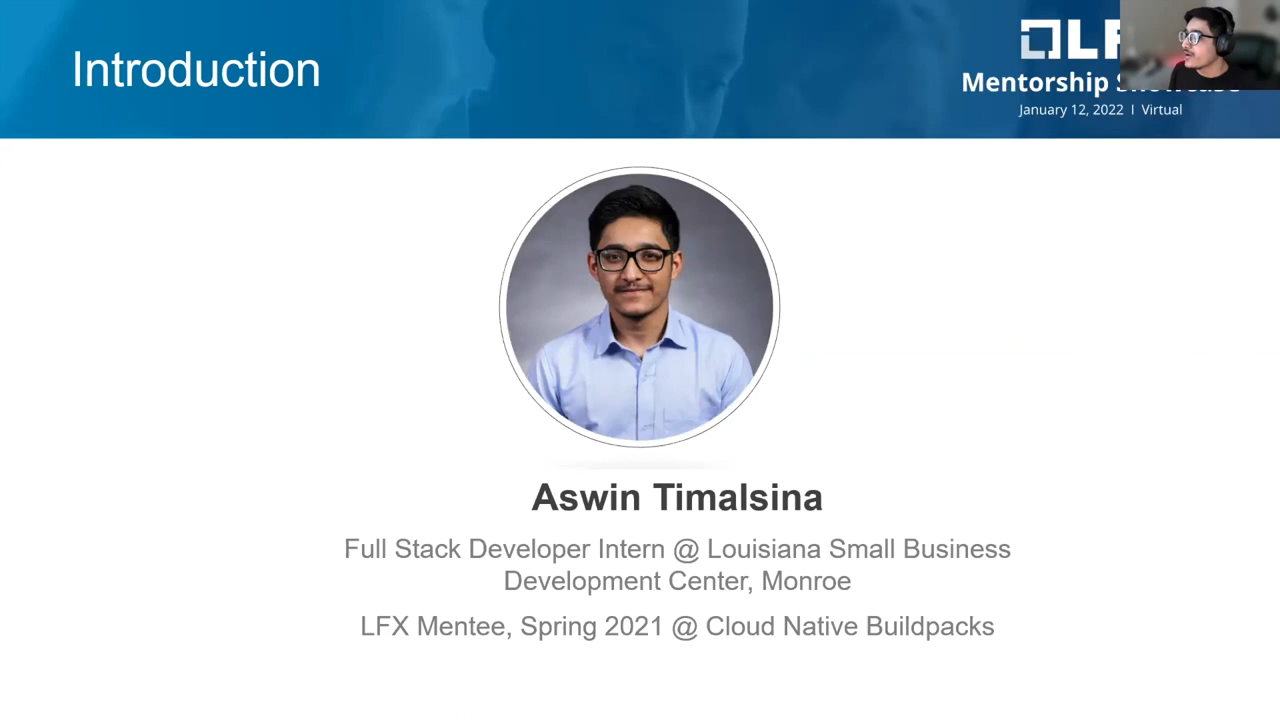 Introduction
LF
Mentorship
January 12, 2022 | Virtual
Aswin Timalsina
Full Stack Developer Intern @ Louisiana Small Business
Development Center, Monroe
LFX Mentee, Spring 2021 @ Cloud Native Buildpacks